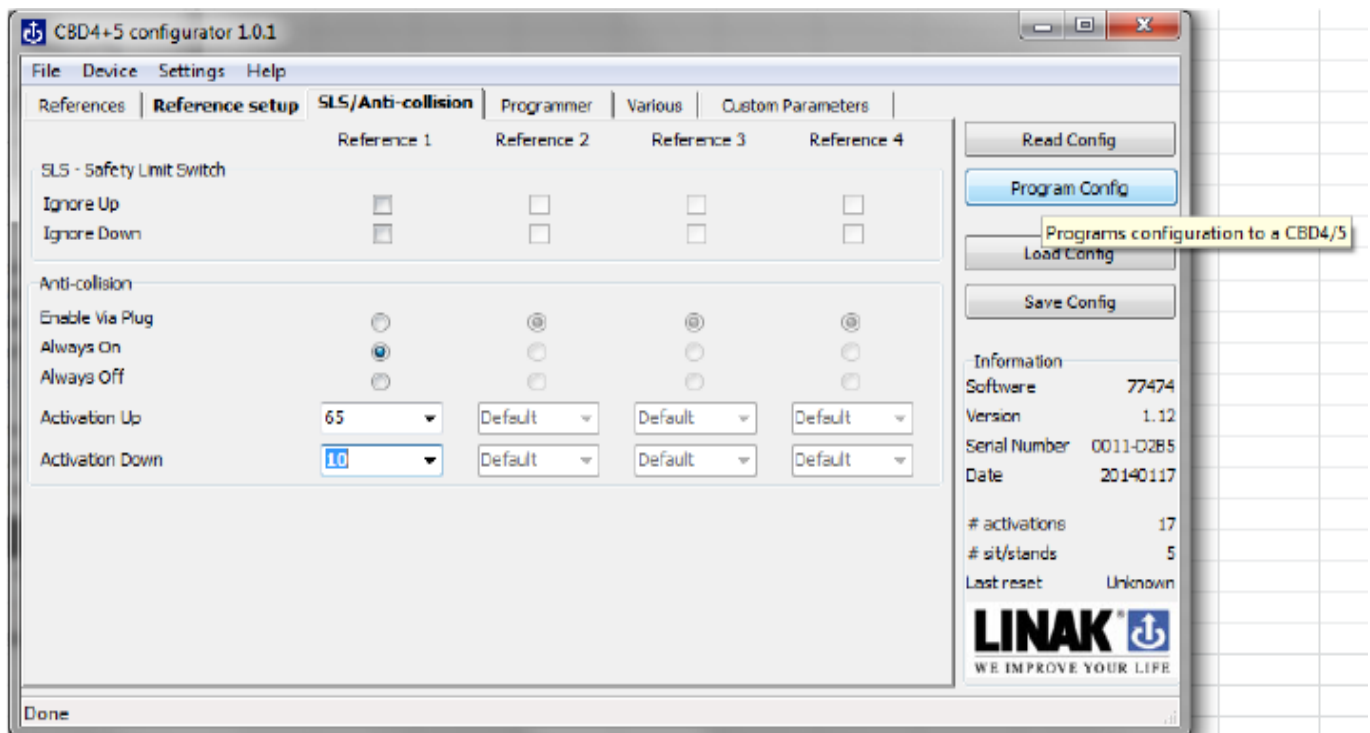 CBD4+5 configurator 1.0.1
File Device Settings Help
References Reference setup SLS/Anti-collision Programmer Various Custom Parameters
Reference 1 Reference 2 Reference 3 Reference 4
SLS - Safety Limit Switch
Ignore Up
Ignore Down
Anti-collision
Enable Via Plug
Always On
Always Off
Activation Up 65 Default Default Default
Activation Down 10 Default Default Default
Read Config
Program Config
Programs configuration to a CBD4/5
Load Config
Save Config
Information
Software 77474
Version 1.12
Serial Number 0011-D2B5
Date 20140117
# activations 17
# sit/stands 5
Last reset Unknown
LINAK®
WE IMPROVE YOUR LIFE
Done